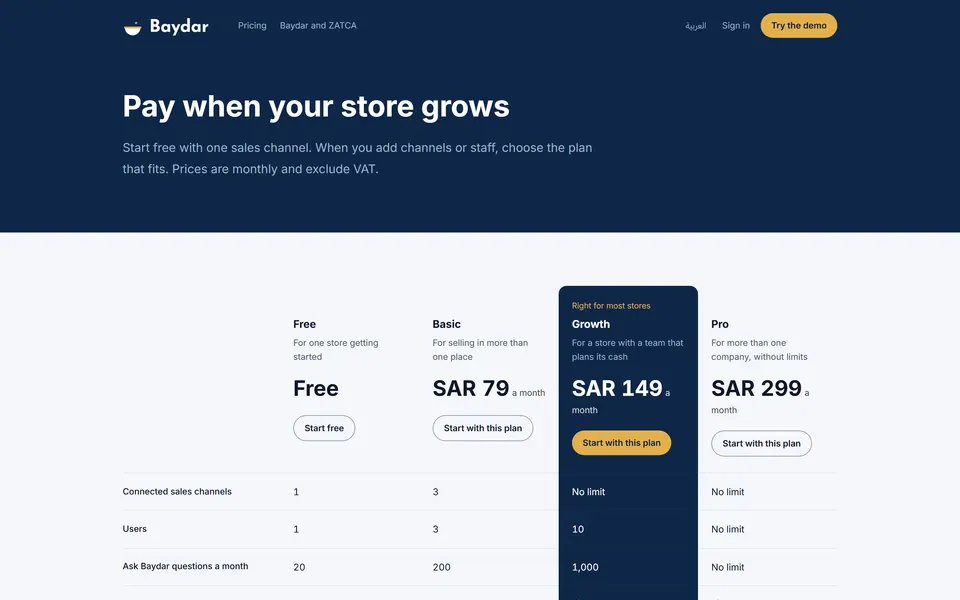 Baydar
Pricing
Baydar and ZATCA
العربية
Sign in
Try the demo
Pay when your store grows
Start free with one sales channel. When you add channels or staff, choose the plan
that fits. Prices are monthly and exclude VAT.
Free
For one store getting
started
Free
Start free
Basic
For selling in more than
one place
SAR 79 a month
Start with this plan
Right for most stores
Growth
For a store with a team that
plans its cash
SAR 149 a
month
Start with this plan
Pro
For more than one
company, without limits
SAR 299 a
month
Start with this plan
Connected sales channels 1 3 No limit No limit
Users 1 3 10 No limit
Ask Baydar questions a month 20 200 1,000 No limit